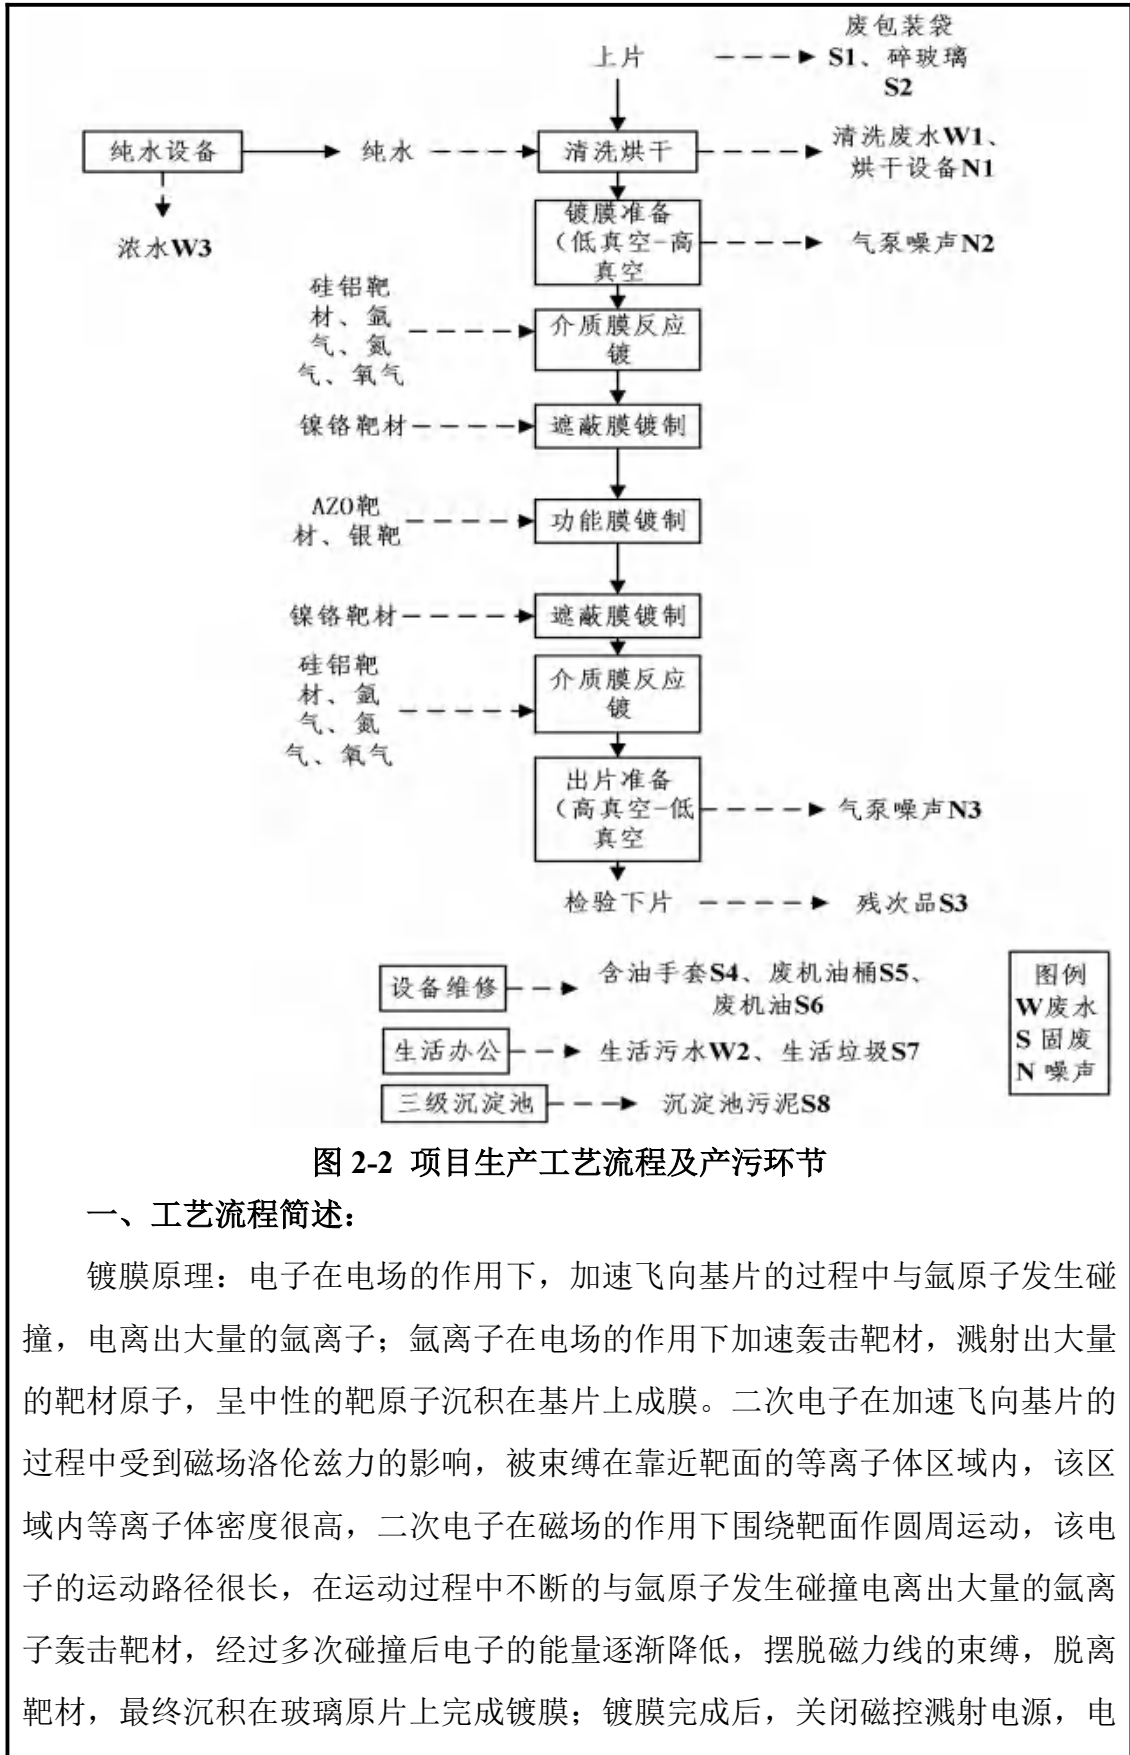 上片
废包装袋
S1、碎玻璃
S2
纯水设备
纯水
清洗烘干
清洗废水W1、
烘干设备N1
浓水W3
镀膜准备
（低真空-高
真空
气泵噪声N2
硅铝靶
材、氩
气、氮
气、氧气
介质膜反应
镀
镍铬靶材
遮蔽膜镀制
AZO靶
材、银靶
功能膜镀制
镍铬靶材
遮蔽膜镀制
硅铝靶
材、氩
气、氮
气、氧气
介质膜反应
镀
出片准备
（高真空-低
真空
气泵噪声N3
检验下片
残次品S3
设备维修
含油手套S4、废机油桶S5、
废机油S6
生活办公
生活污水W2、生活垃圾S7
三级沉淀池
沉淀池污泥S8
图例
W废水
S 固废
N 噪声
图 2-2 项目生产工艺流程及产污环节
一、工艺流程简述：
镀膜原理：电子在电场的作用下，加速飞向基片的过程中与氩原子发生碰
撞，电离出大量的氩离子；氩离子在电场的作用下加速轰击靶材，溅射出大量
的靶材原子，呈中性的靶原子沉积在基片上成膜。二次电子在加速飞向基片的
过程中受到磁场洛伦兹力的影响，被束缚在靠近靶面的等离子体区域内，该区
域内等离子体密度很高，二次电子在磁场的作用下围绕靶面作圆周运动，该电
子的运动路径很长，在运动过程中不断的与氩原子发生碰撞电离出大量的氩离
子轰击靶材，经过多次碰撞后电子的能量逐渐降低，摆脱磁力线的束缚，脱离
靶材，最终沉积在玻璃原片上完成镀膜；镀膜完成后，关闭磁控溅射电源，电